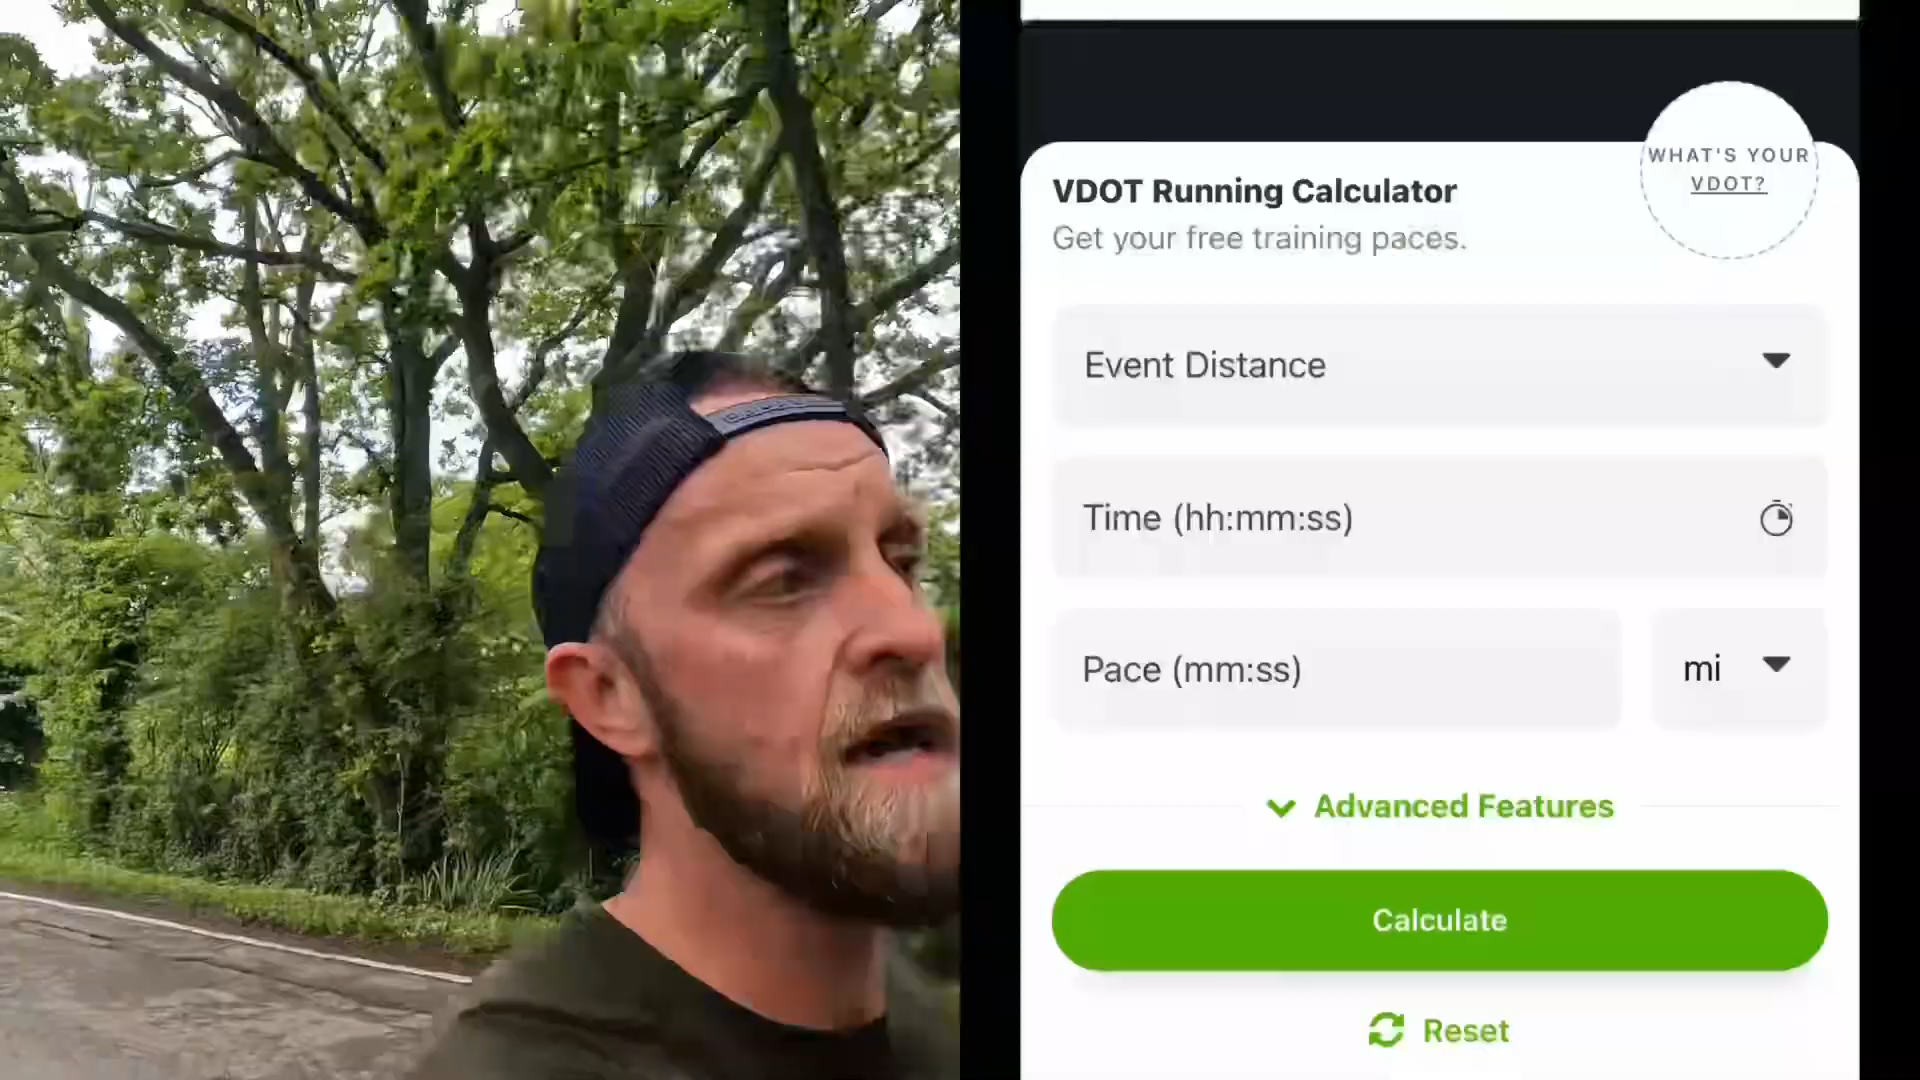 WHAT'S YOUR
VDOT?
VDOT Running Calculator
Get your free training paces.
Event Distance
Time (hh:mm:ss)
Pace (mm:ss)
mi
Advanced Features
Calculate
Reset